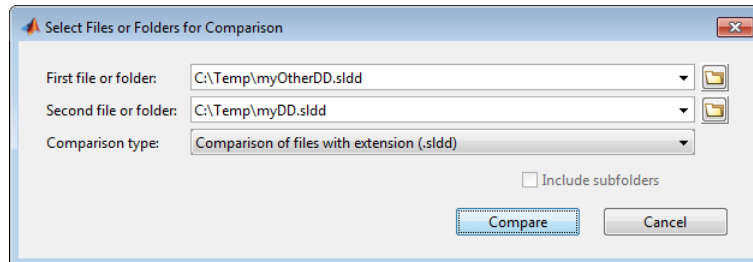 Select Files or Folders for Comparison
First file or folder: C:\Temp\myOtherDD.sldd
Second file or folder: C:\Temp\myDD.sldd
Comparison type: Comparison of files with extension (.sldd)
Include subfolders
Compare Cancel